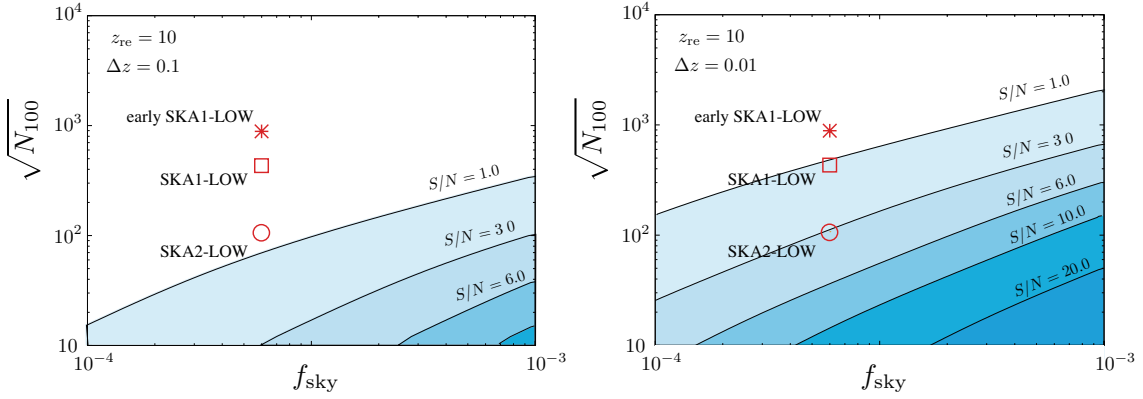 10^4
z_re = 10
Δz = 0.1
early SKA1-LOW
10^3
√N_100
SKA1-LOW
S/N = 1.0
10^2
SKA2-LOW
S/N = 3 0
S/N = 6.0
10
10^−4
f_sky
10^−3
10^4
z_re = 10
Δz = 0.01
S/N = 1.0
early SKA1-LOW
10^3
√N_100
S/N = 3 0
SKA1-LOW
S/N = 6.0
S/N = 10.0
10^2
SKA2-LOW
S/N = 20.0
10
10^−4
f_sky
10^−3